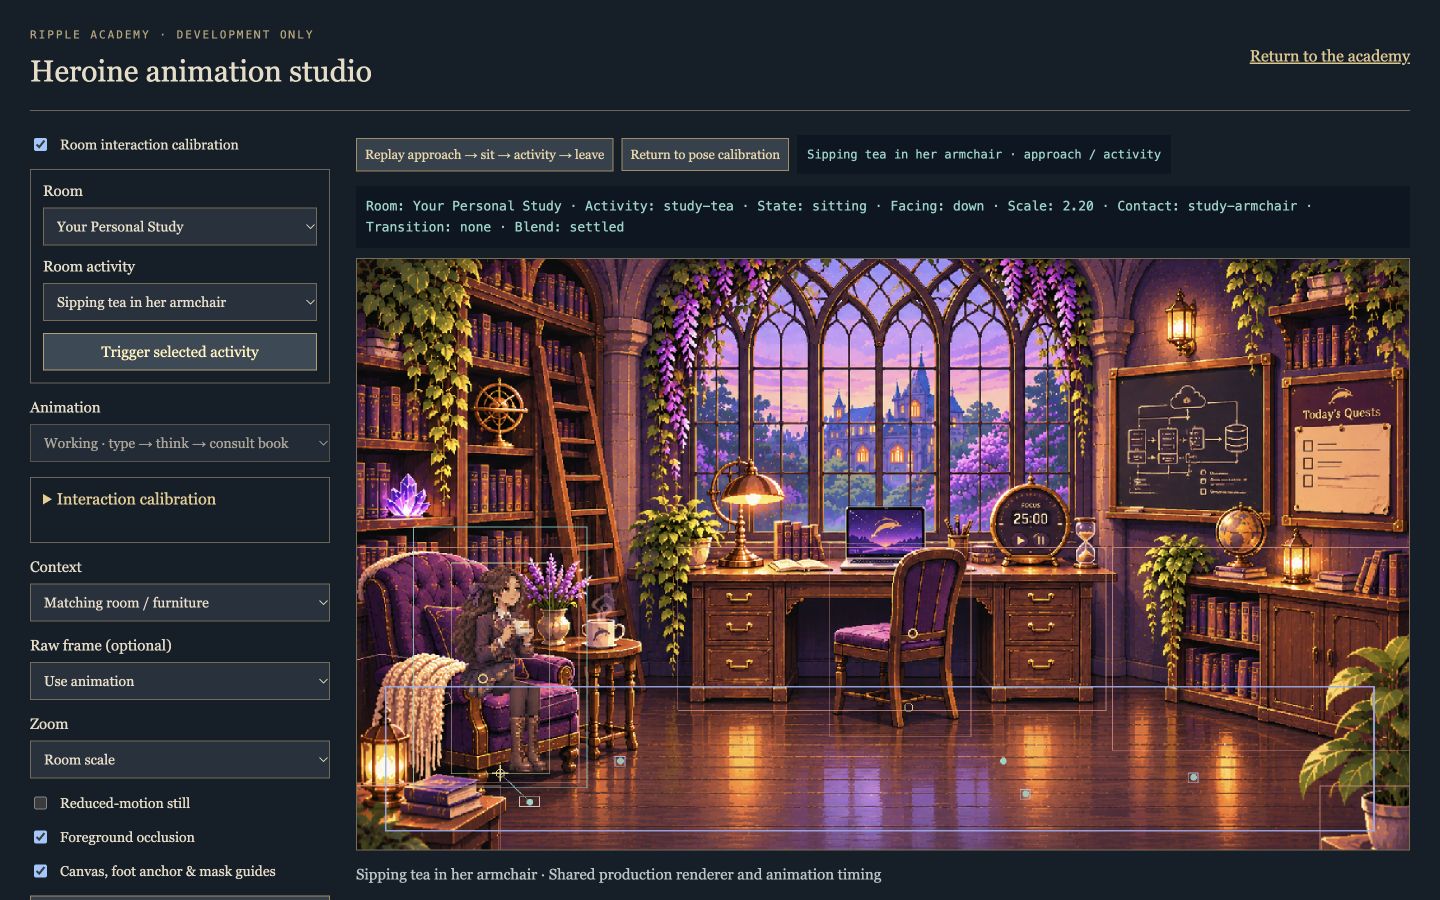 RIPPLE ACADEMY · DEVELOPMENT ONLY
Heroine animation studio
Return to the academy
Room interaction calibration
Room
Your Personal Study
Room activity
Sipping tea in her armchair
Trigger selected activity
Animation
Working · type → think → consult book
▶ Interaction calibration
Context
Matching room / furniture
Raw frame (optional)
Use animation
Zoom
Room scale
Reduced-motion still
Foreground occlusion
Canvas, foot anchor & mask guides
Replay approach → sit → activity → leave
Return to pose calibration
Sipping tea in her armchair · approach / activity
Room: Your Personal Study · Activity: study-tea · State: sitting · Facing: down · Scale: 2.20 · Contact: study-armchair ·
Transition: none · Blend: settled
Today's Quests
FOCUS
25:00
Sipping tea in her armchair · Shared production renderer and animation timing